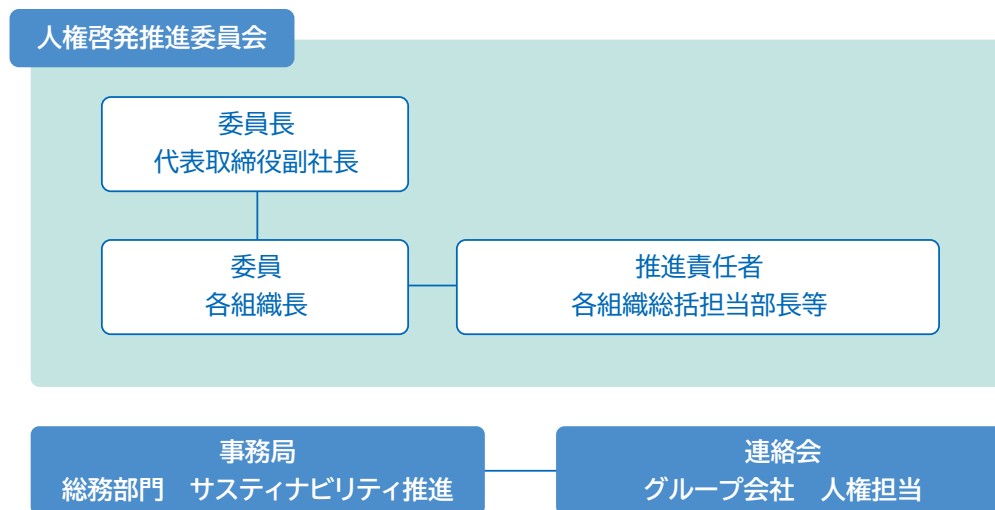 人権啓発推進委員会
委員長
代表取締役副社長
委員
各組織長
推進責任者
各組織総括担当部長等
事務局
総務部門　サスティナビリティ推進
連絡会
グループ会社　人権担当